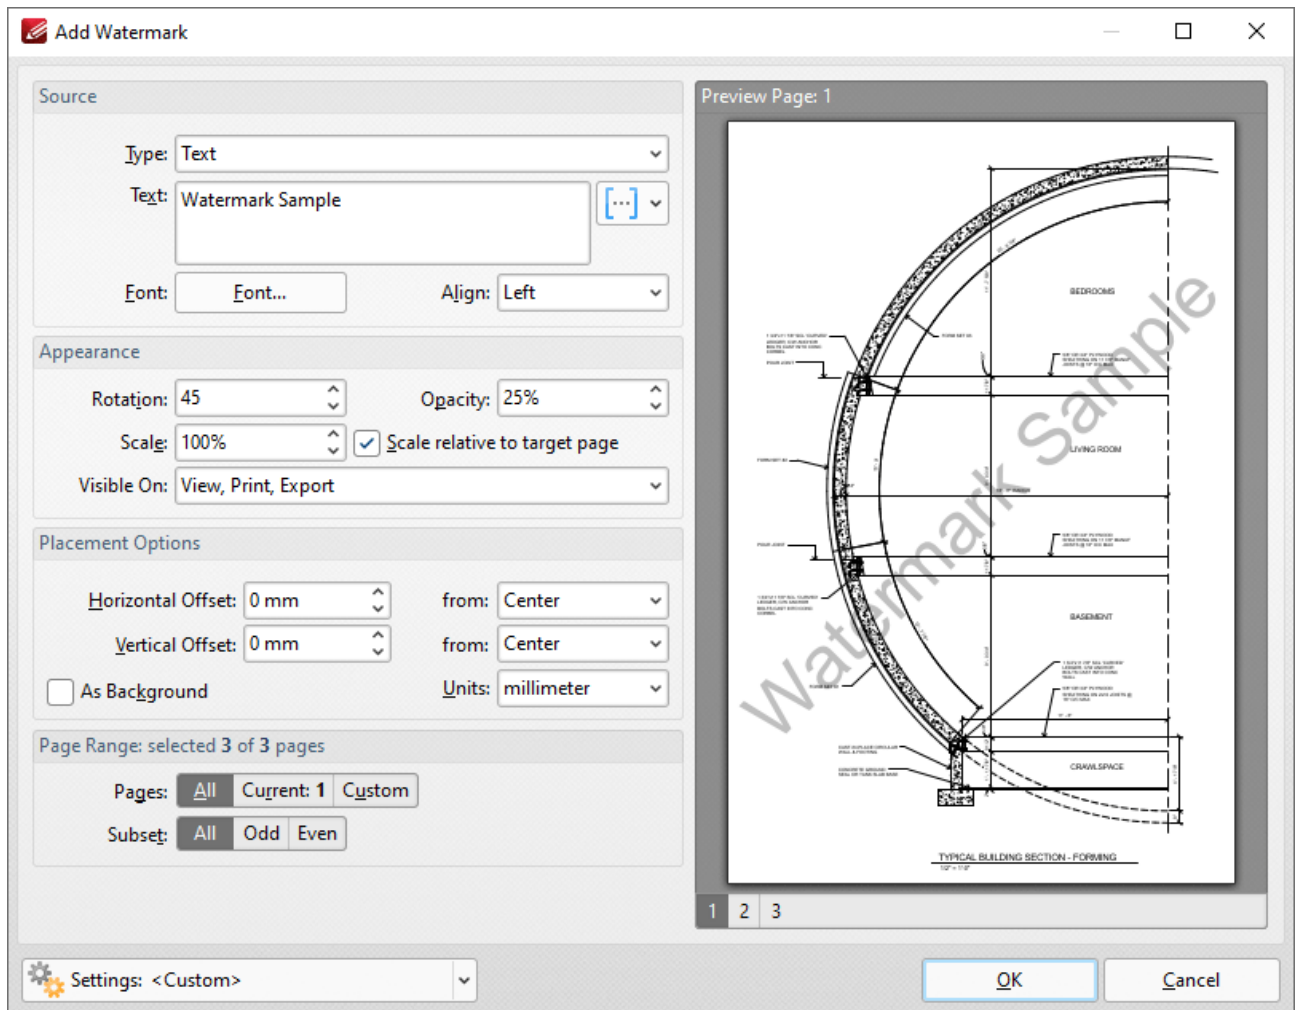 Add Watermark
Source
Type: Text
Text: Watermark Sample
Font: Font... Align: Left
Appearance
Rotation: 45 Opacity: 25%
Scale: 100% Scale relative to target page
Visible On: View, Print, Export
Placement Options
Horizontal Offset: 0 mm from: Center
Vertical Offset: 0 mm from: Center
As Background Units: millimeter
Page Range: selected 3 of 3 pages
Pages: All Current: 1 Custom
Subset: All Odd Even
Preview Page: 1
BEDROOMS
LIVING ROOM
BASEMENT
CRAWLSPACE
Watermark Sample
TYPICAL BUILDING SECTION - FORMING
1 2 3
Settings: <Custom>
OK Cancel